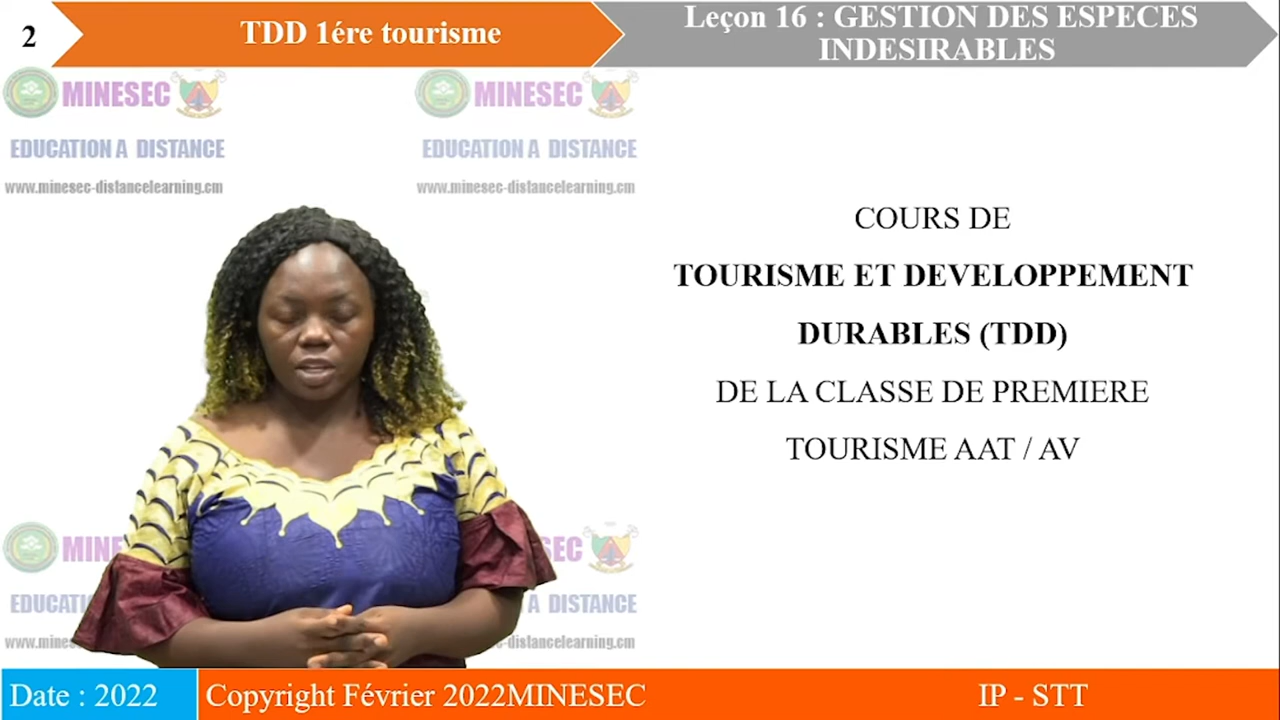 2
TDD 1ére tourisme
Leçon 16 : GESTION DES ESPECES
INDESIRABLES
MINESEC
EDUCATION A DISTANCE
www.minesec-distancelearning.cm
MINESEC
EDUCATION A DISTANCE
www.minesec-distancelearning.cm
COURS DE
TOURISME ET DEVELOPPEMENT
DURABLES (TDD)
DE LA CLASSE DE PREMIERE
TOURISME AAT / AV
Date : 2022
Copyright Février 2022MINESEC
IP - STT